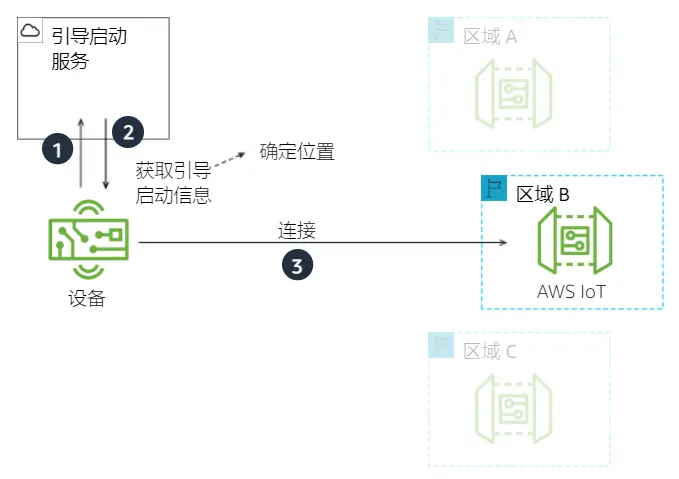 引导启动
服务
区域 A
1
2
获取引导
启动信息
确定位置
区域 B
连接
3
设备
AWS IoT
区域 C